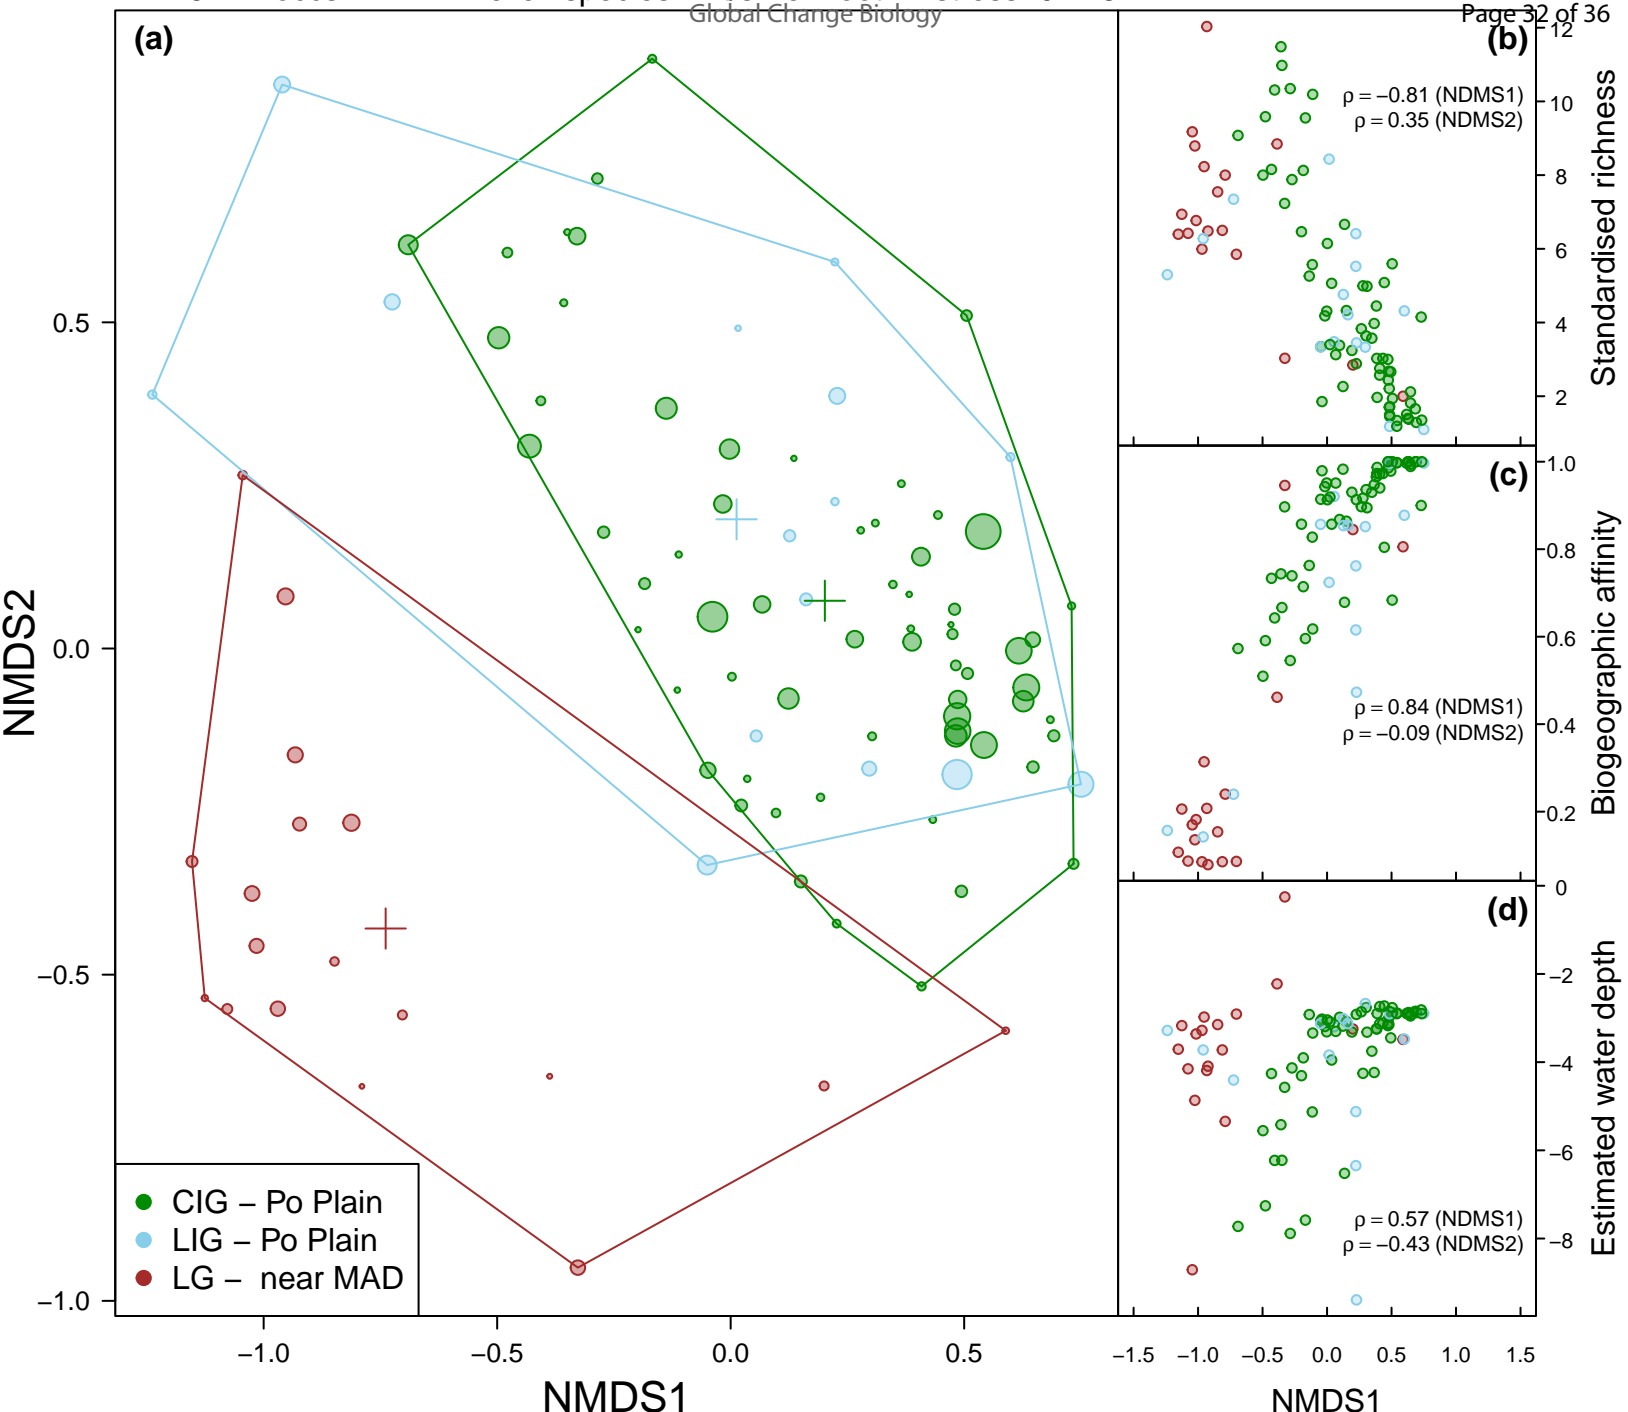 Global Change Biology
Page 32 of 36
(a)
NMDS2
0.5
0.0
−0.5
−1.0
CIG − Po Plain
LIG − Po Plain
LG − near MAD
−1.0
−0.5
0.0
0.5
NMDS1
(b)
ρ = −0.81 (NDMS1)
ρ = 0.35 (NDMS2)
12
10
8
6
4
2
Standardised richness
(c)
ρ = 0.84 (NDMS1)
ρ = −0.09 (NDMS2)
1.0
0.8
0.6
0.4
0.2
Biogeographic affinity
(d)
ρ = 0.57 (NDMS1)
ρ = −0.43 (NDMS2)
0
−2
−4
−6
−8
Estimated water depth
−1.5
−1.0
−0.5
0.0
0.5
1.0
1.5
NMDS1